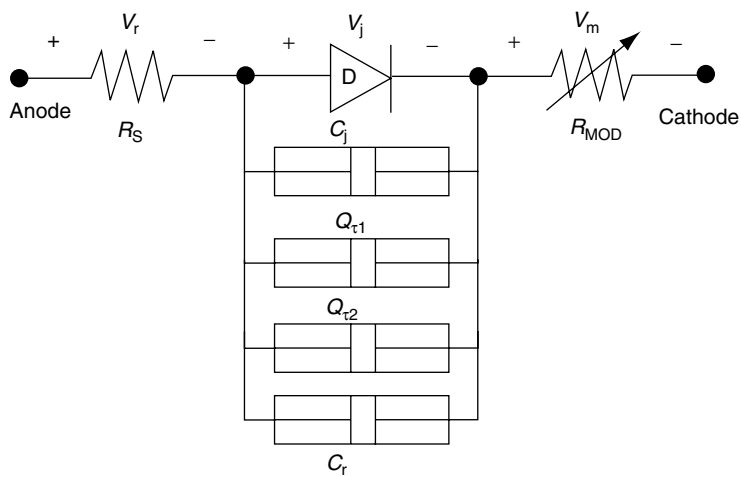 + V_r − + V_j − + V_m −
D
Anode
R_S
R_MOD
Cathode
C_j
Q_τ1
Q_τ2
C_r